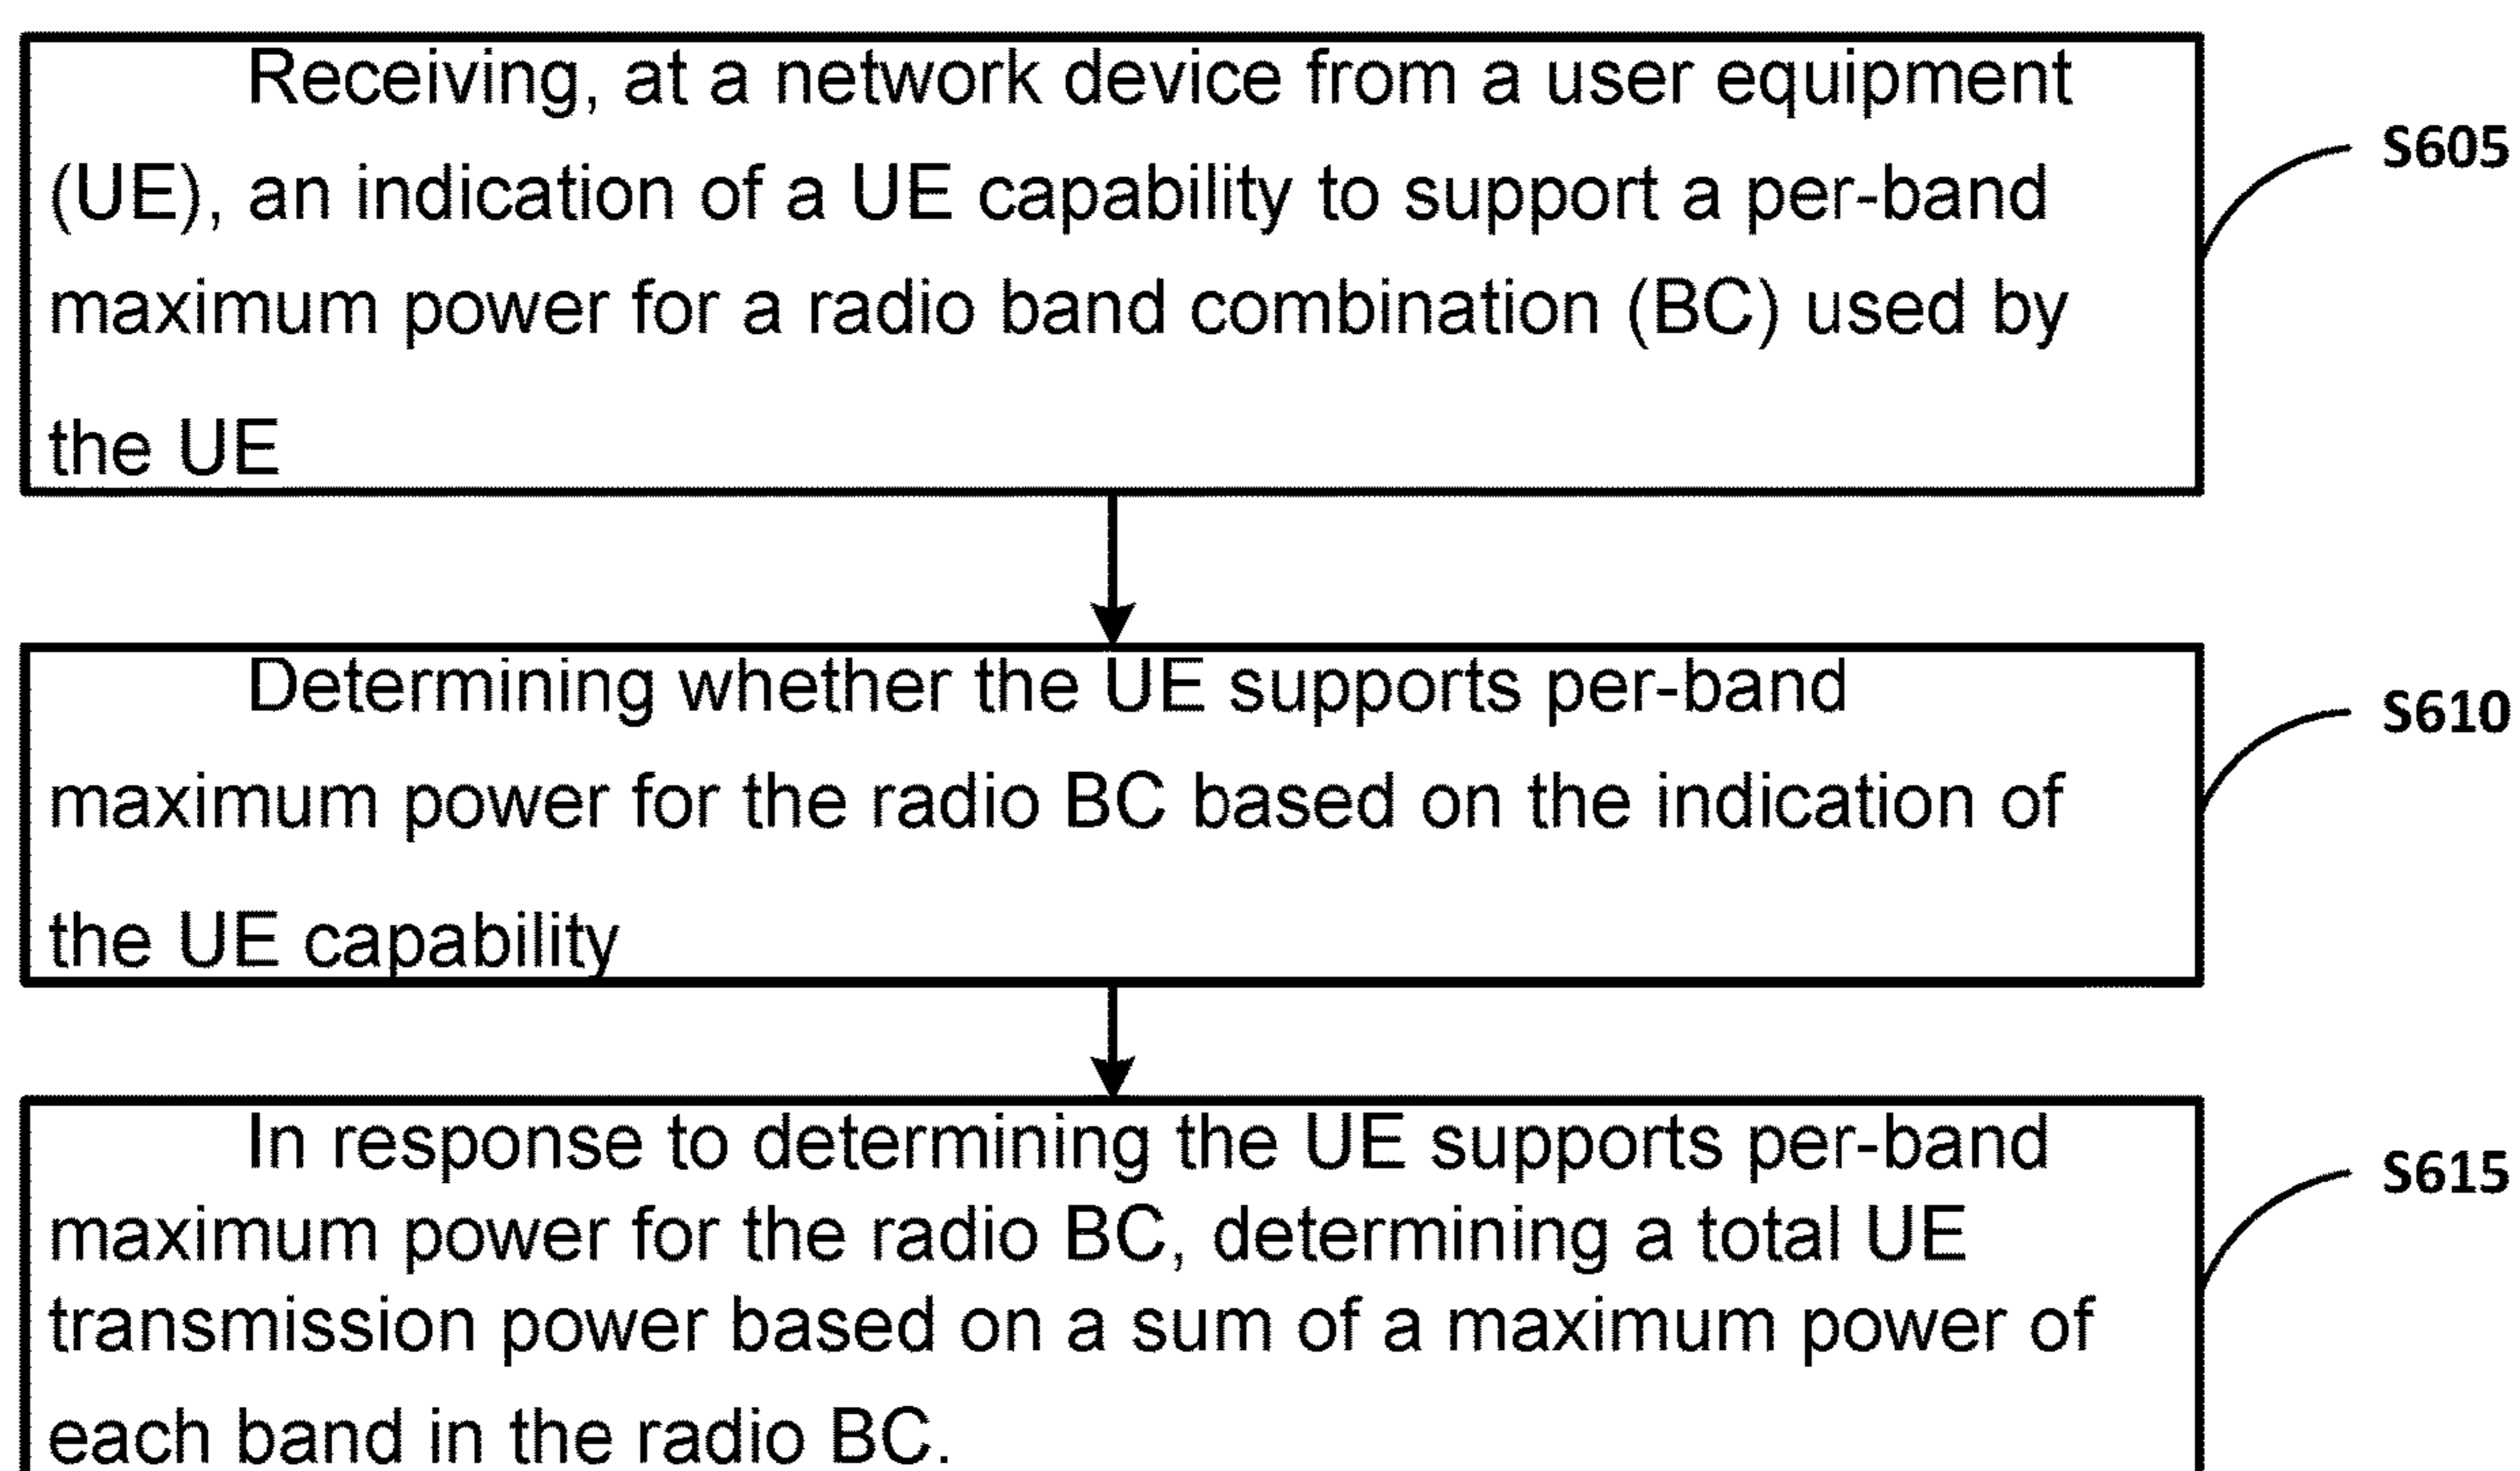 Receiving, at a network device from a user equipment
(UE), an indication of a UE capability to support a per-band
maximum power for a radio band combination (BC) used by
the UE
S605
Determining whether the UE supports per-band
maximum power for the radio BC based on the indication of
the UE capability
S610
In response to determining the UE supports per-band
maximum power for the radio BC, determining a total UE
transmission power based on a sum of a maximum power of
each band in the radio BC.
S615